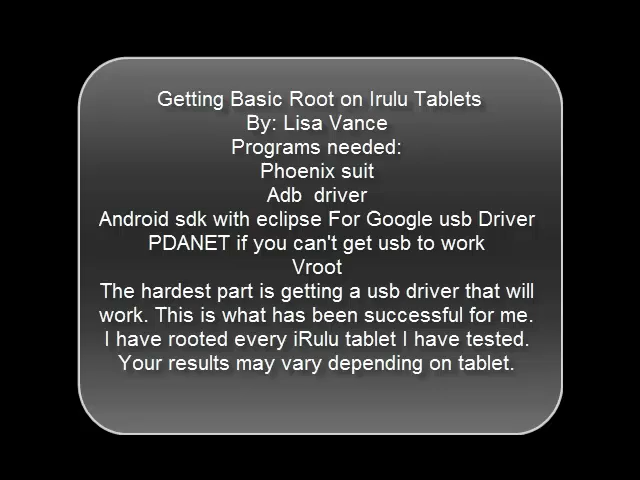 Getting Basic Root on Irulu Tablets
By: Lisa Vance
Programs needed:
Phoenix suit
Adb  driver
Android sdk with eclipse For Google usb Driver
PDANET if you can't get usb to work
Vroot
The hardest part is getting a usb driver that will
work. This is what has been successful for me.
I have rooted every iRulu tablet I have tested.
Your results may vary depending on tablet.